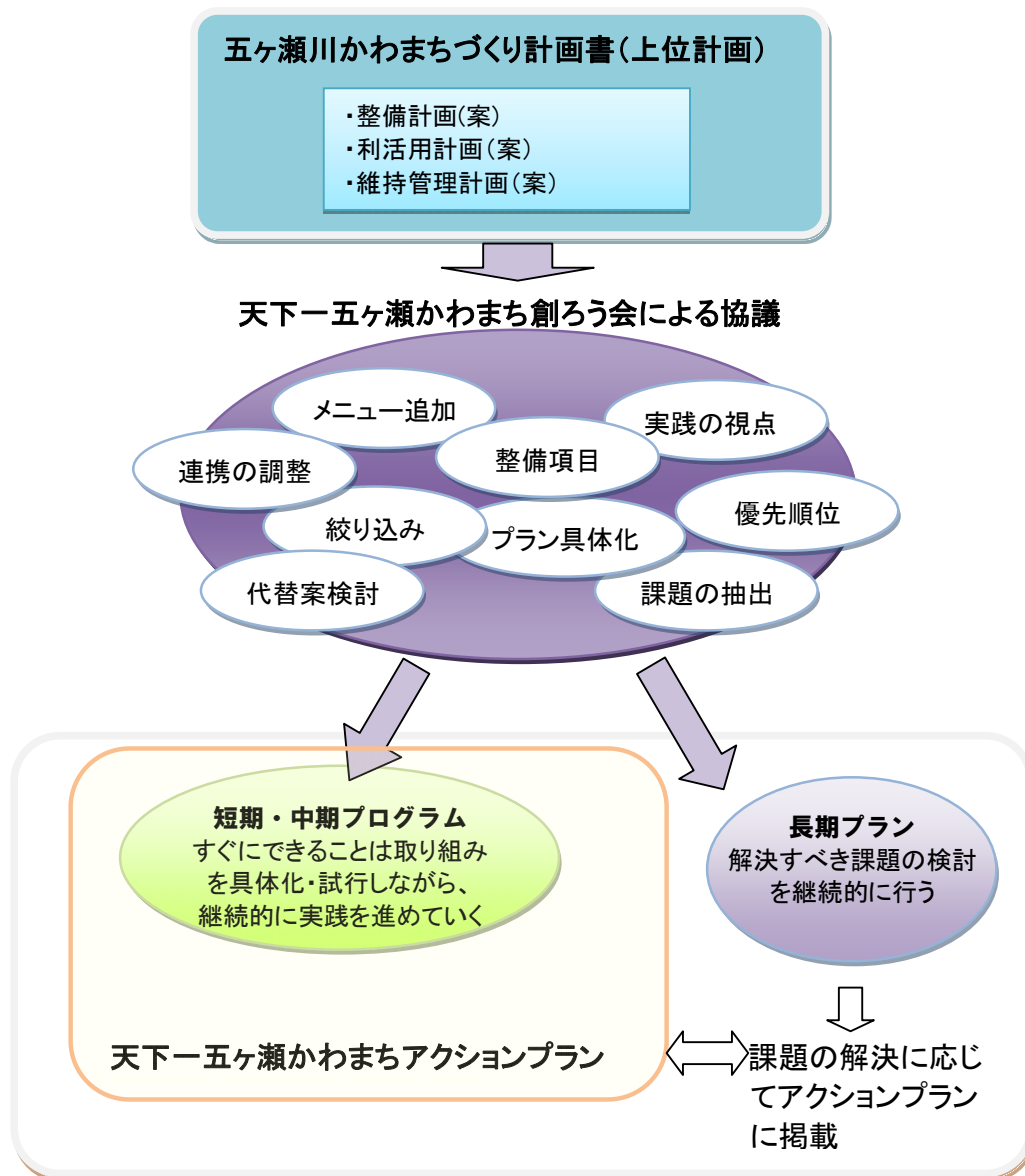 五ヶ瀬川かわまちづくり計画書（上位計画）
・整備計画(案)
・利活用計画（案）
・維持管理計画（案）
天下一五ヶ瀬かわまち創ろう会による協議
メニュー追加
実践の視点
連携の調整
整備項目
優先順位
絞り込み
プラン具体化
代替案検討
課題の抽出
短期・中期プログラム
すぐにできることは取り組み
を具体化・試行しながら、
継続的に実践を進めていく
長期プラン
解決すべき課題の検討
を継続的に行う
天下一五ヶ瀬かわまちアクションプラン
課題の解決に応じ
てアクションプラン
に掲載